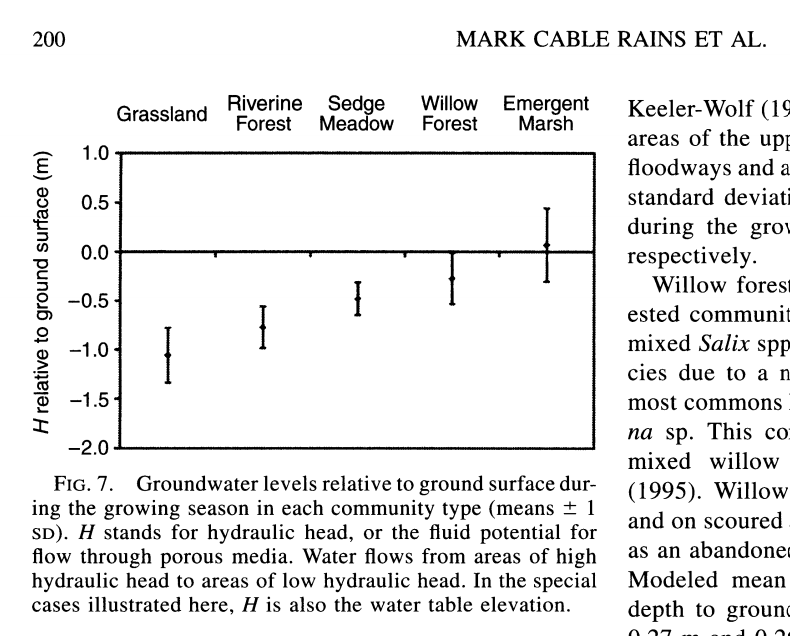 200
MARK CABLE RAINS ET AL.
Grassland
Riverine
Forest
Sedge
Meadow
Willow
Forest
Emergent
Marsh
H relative to ground surface (m)
1.0
0.5
0.0
−0.5
−1.0
−1.5
−2.0
FIG. 7. Groundwater levels relative to ground surface dur-
ing the growing season in each community type (means ± 1
SD). H stands for hydraulic head, or the fluid potential for
flow through porous media. Water flows from areas of high
hydraulic head to areas of low hydraulic head. In the special
cases illustrated here, H is also the water table elevation.
Keeler-Wolf (19
areas of the upp
floodways and a
standard deviati
during the grow
respectively.
Willow forest
ested communit
mixed Salix spp
cies due to a n
most commons
na sp. This co
mixed willow
(1995). Willow
and on scoured
as an abandone
Modeled mean
depth to groun